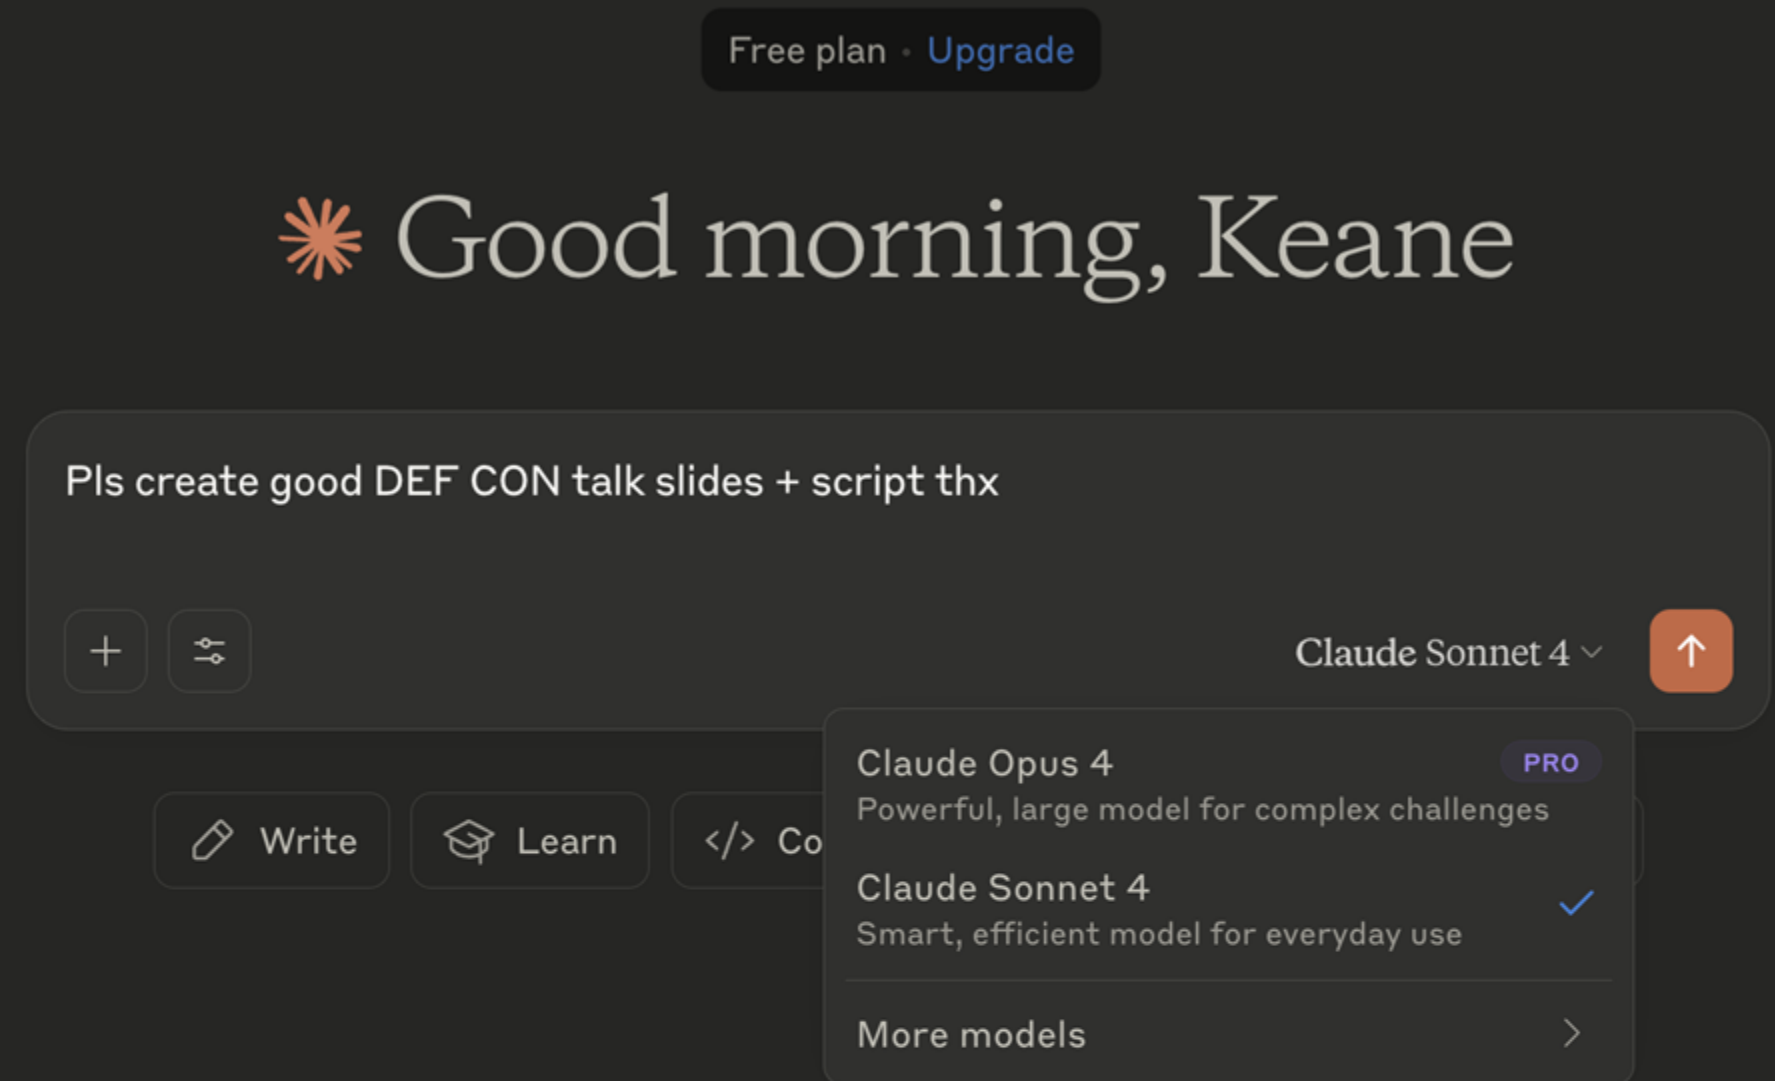 Free plan • Upgrade
Good morning, Keane
Pls create good DEF CON talk slides + script thx
Claude Sonnet 4
Claude Opus 4 PRO
Powerful, large model for complex challenges
Write Learn </> Co
Claude Sonnet 4
Smart, efficient model for everyday use
More models